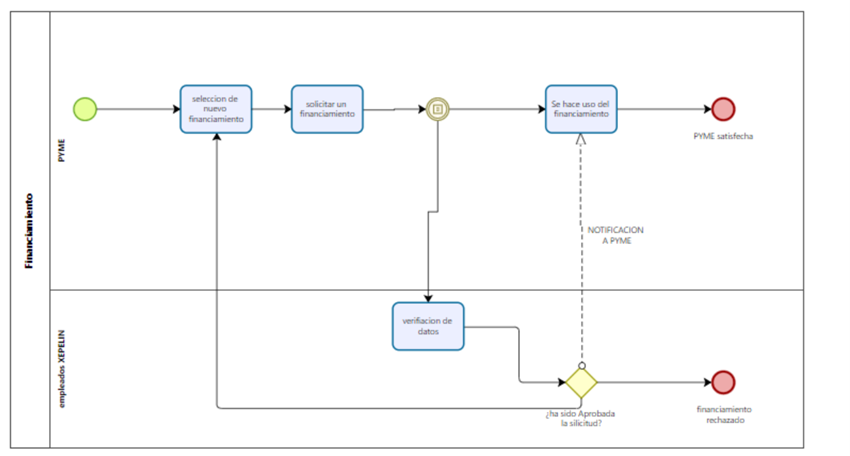 Financiamiento
PYME
seleccion de
nuevo
financiamiento
solicitar un
financiamiento
Se hace uso del
financiamiento
PYME satisfecha
NOTIFICACION
A PYME
empleados XEPELIN
verifiacion de
datos
¿ha sido Aprobada
la silicitud?
financiamiento
rechazado